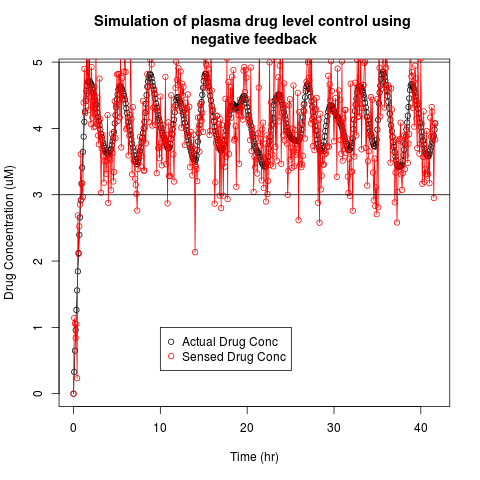 Simulation of plasma drug level control using
negative feedback
Drug Concentration (uM)
5
4
3
2
1
0
Actual Drug Conc
Sensed Drug Conc
0 10 20 30 40
Time (hr)